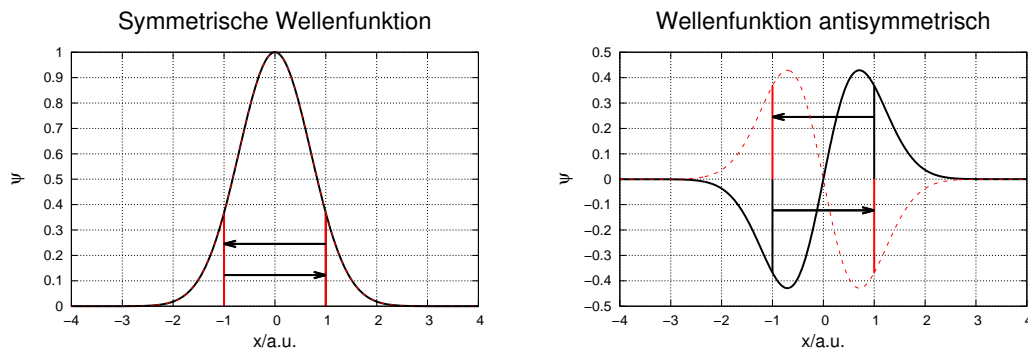 Symmetrische Wellenfunktion
1
0.9
0.8
0.7
0.6
0.5
0.4
0.3
0.2
0.1
0
ψ
−4 −3 −2 −1 0 1 2 3 4
x/a.u.
Wellenfunktion antisymmetrisch
0.5
0.4
0.3
0.2
0.1
0
−0.1
−0.2
−0.3
−0.4
−0.5
ψ
−4 −3 −2 −1 0 1 2 3 4
x/a.u.